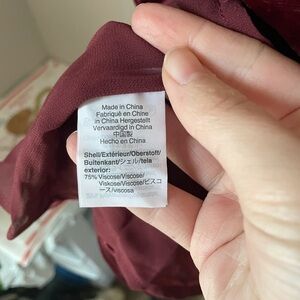 Made in China
Fabriqué en Chine
in China Hergestellt
Vervaardigd in China
中国製
Hecho en China
Shell/Extérieur/Oberstoff/
Buitenkant/シェル/tela
exterior:
75% Viscose/Viscose/
Viskose/Viscose/ビスコ
ース/viscosa